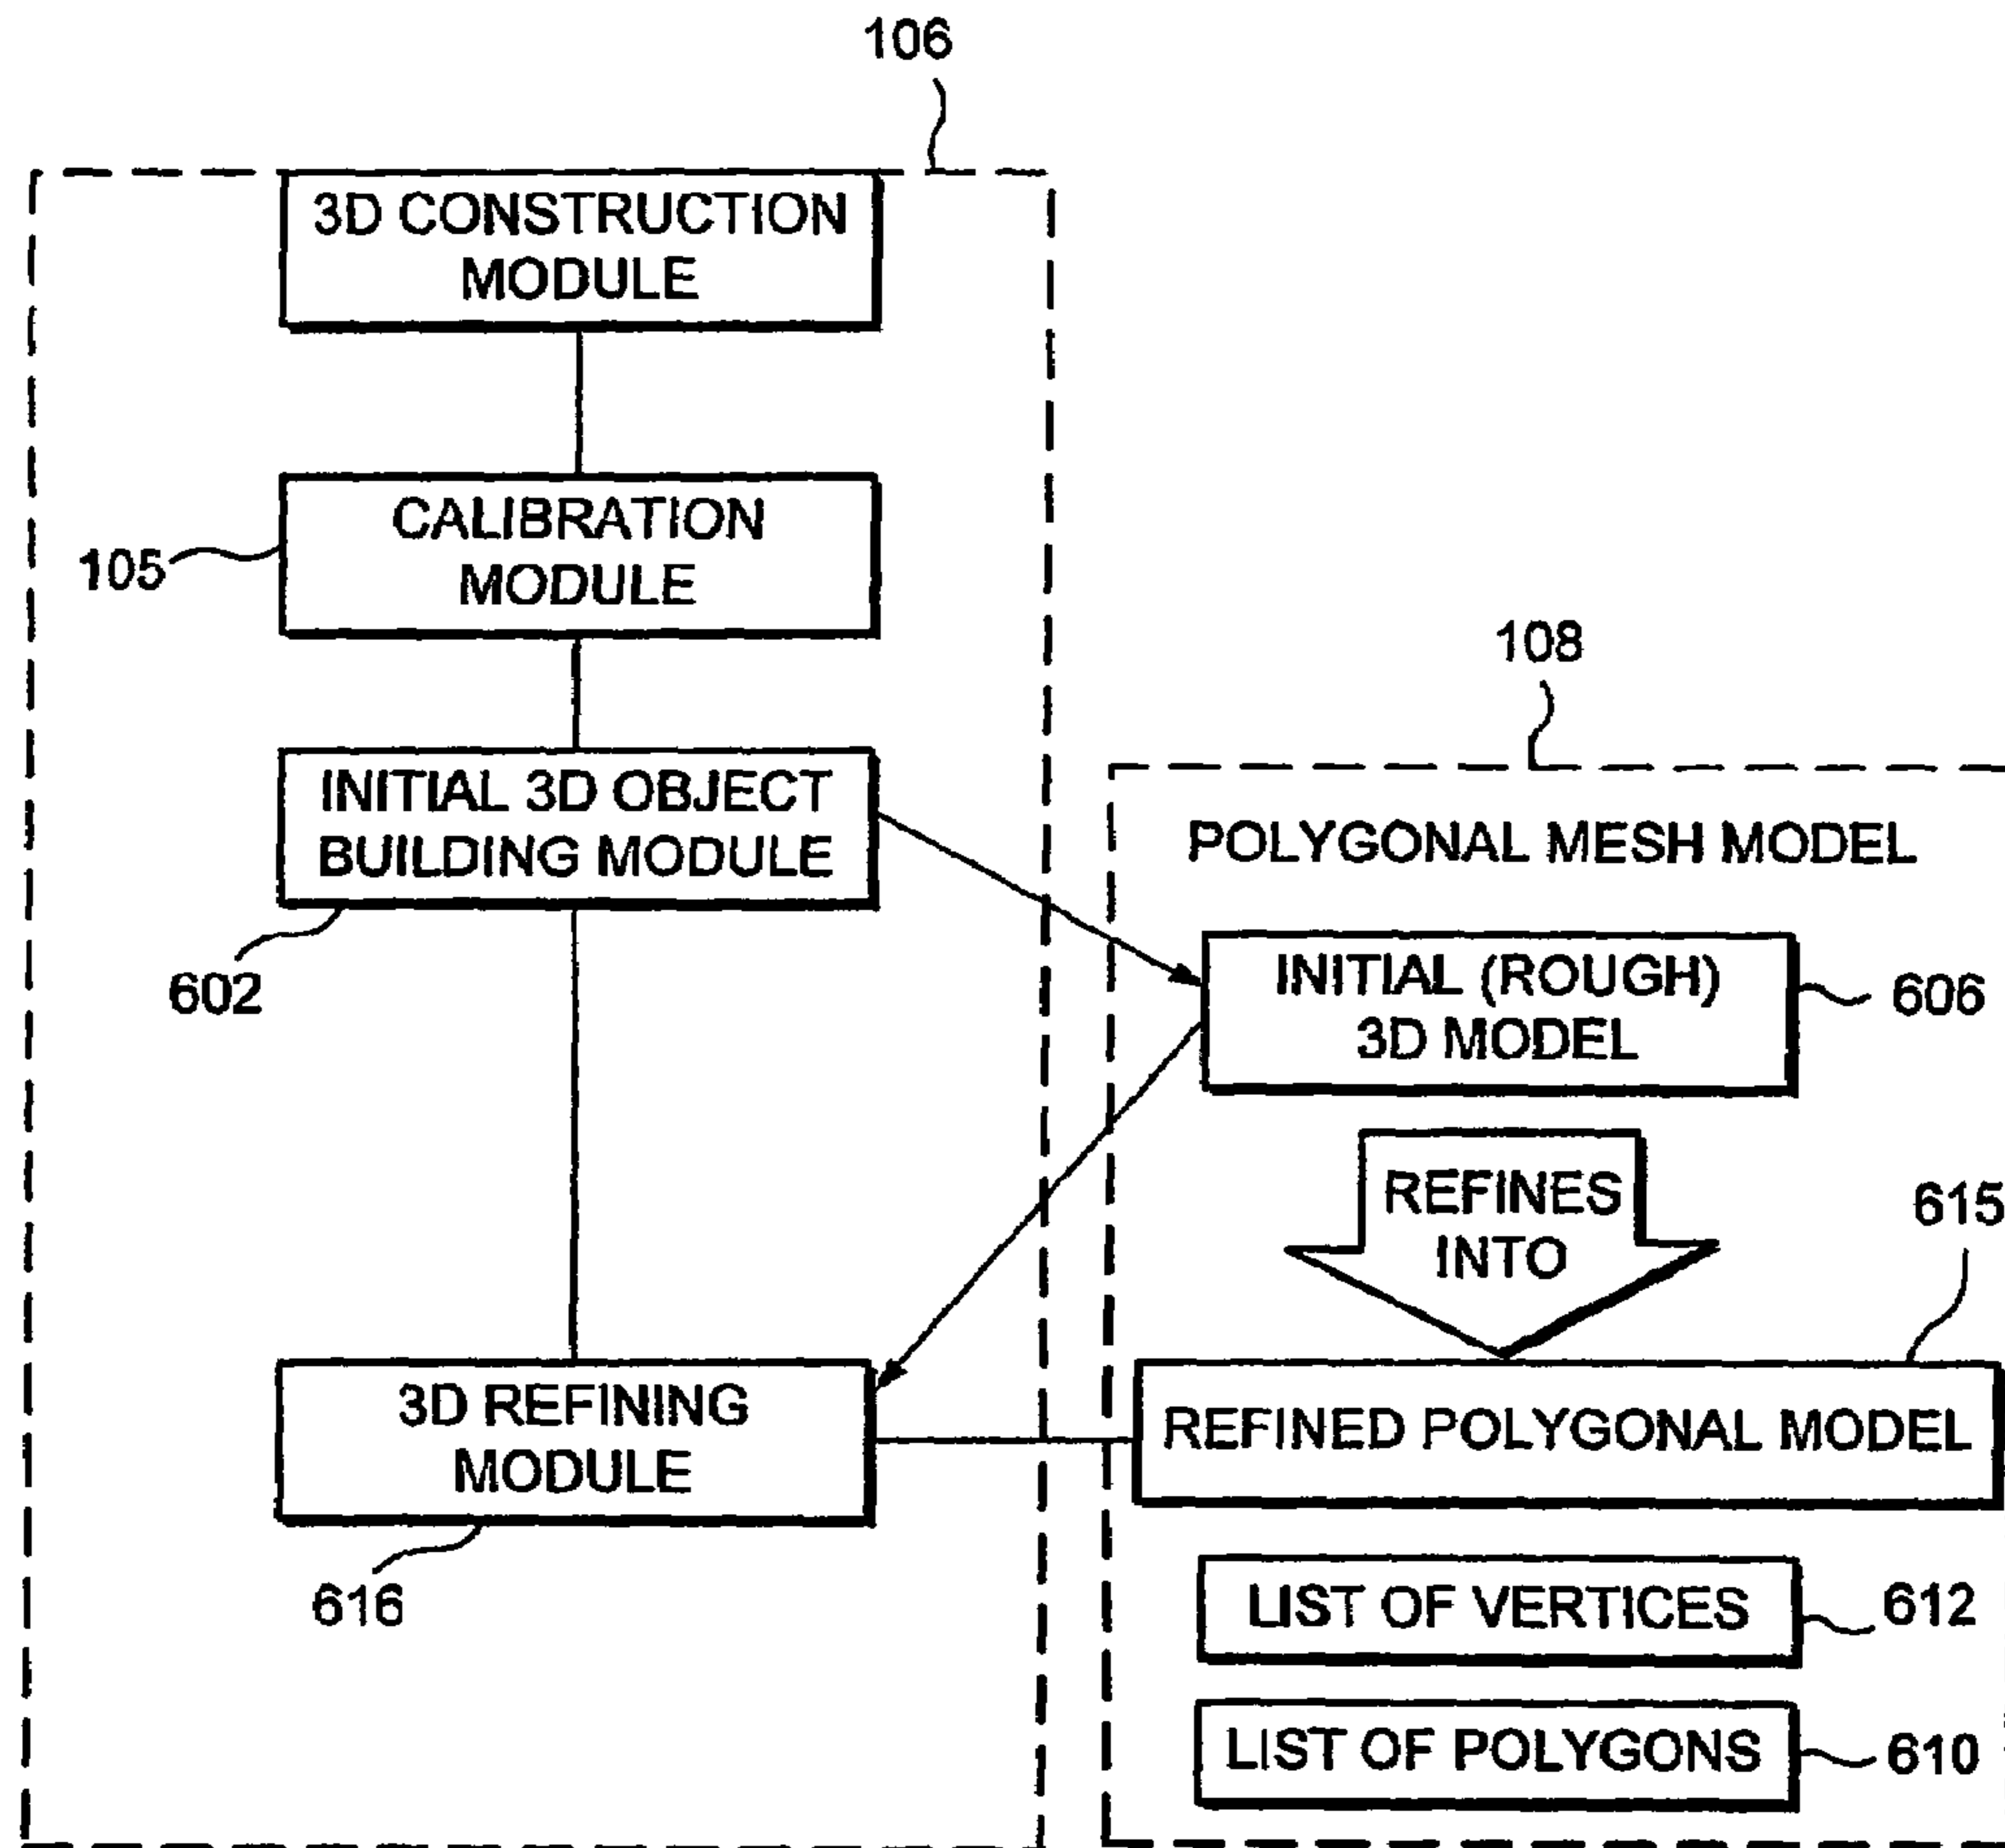 106
3D CONSTRUCTION
MODULE
105
CALIBRATION
MODULE
INITIAL 3D OBJECT
BUILDING MODULE
602
3D REFINING
MODULE
616
108
POLYGONAL MESH MODEL
INITIAL (ROUGH)
3D MODEL
606
REFINES
INTO
615
REFINED POLYGONAL MODEL
LIST OF VERTICES
612
LIST OF POLYGONS
610